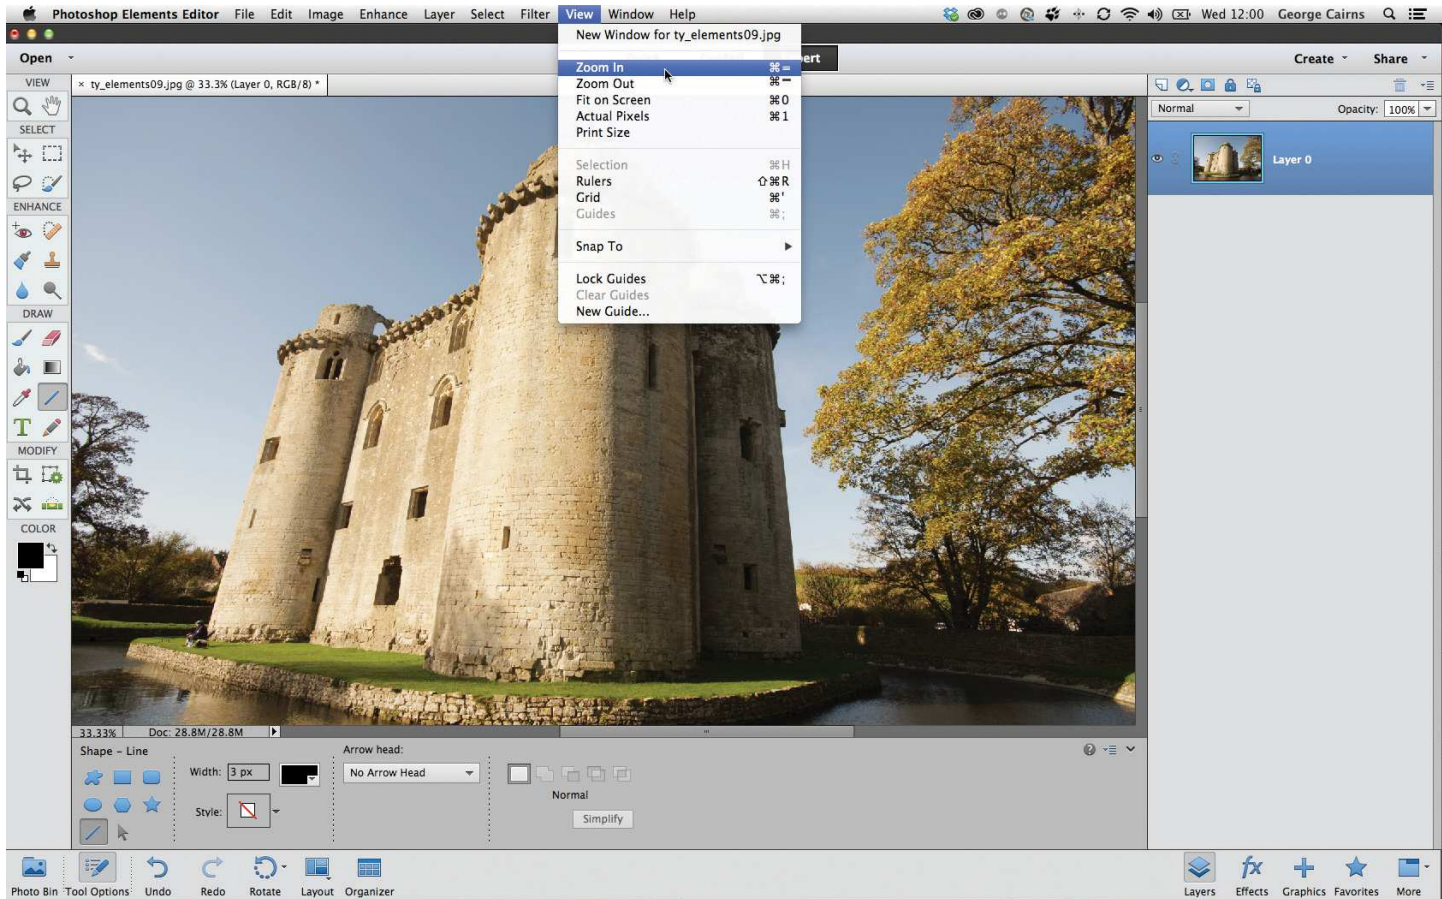 Photoshop Elements Editor File Edit Image Enhance Layer Select Filter View Window Help Wed 12:00 George Cairns
Open Create Share
VIEW
× ty_elements09.jpg @ 33.3% (Layer 0, RGB/8) *
New Window for ty_elements09.jpg
Zoom In ⌘=
Zoom Out ⌘−
Fit on Screen ⌘0
Actual Pixels ⌘1
Print Size
Selection ⌘H
Rulers ⇧⌘R
Grid ⌘'
Guides ⌘;
Snap To
Lock Guides ⌥⌘;
Clear Guides
New Guide...
SELECT
ENHANCE
DRAW
T
MODIFY
COLOR
Normal Opacity: 100%
Layer 0
33.33% Doc: 28.8M/28.8M
Shape – Line
Width: 3 px
Style:
Arrow head:
No Arrow Head
Normal
Simplify
Photo Bin Tool Options Undo Redo Rotate Layout Organizer
fx
Layers Effects Graphics Favorites More